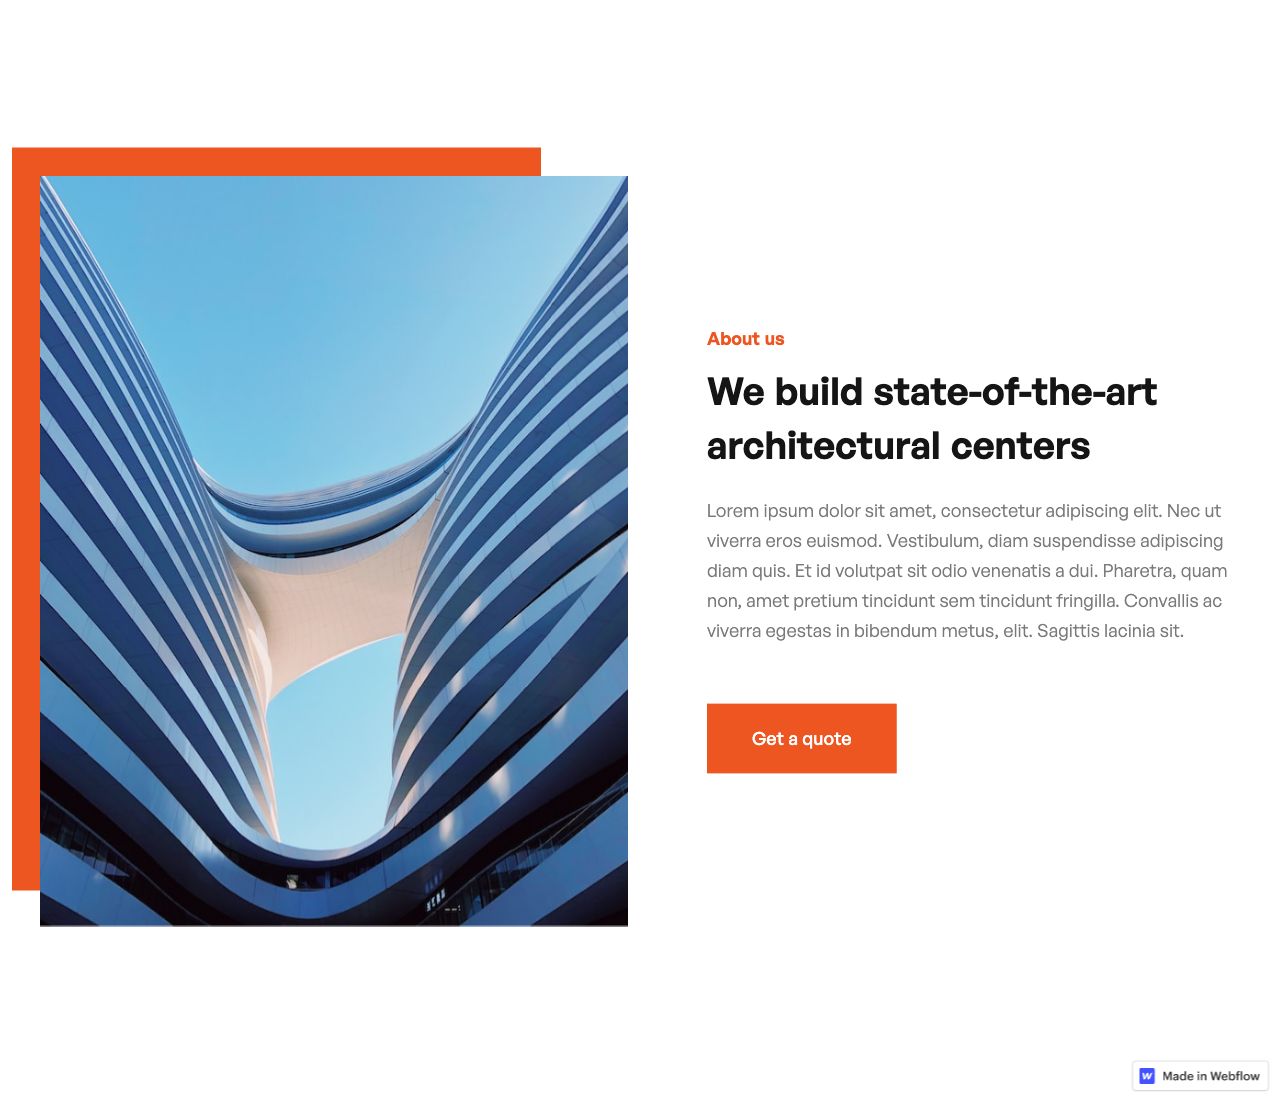 About us
We build state-of-the-art
architectural centers
Lorem ipsum dolor sit amet, consectetur adipiscing elit. Nec ut
viverra eros euismod. Vestibulum, diam suspendisse adipiscing
diam quis. Et id volutpat sit odio venenatis a dui. Pharetra, quam
non, amet pretium tincidunt sem tincidunt fringilla. Convallis ac
viverra egestas in bibendum metus, elit. Sagittis lacinia sit.
Get a quote
Made in Webflow